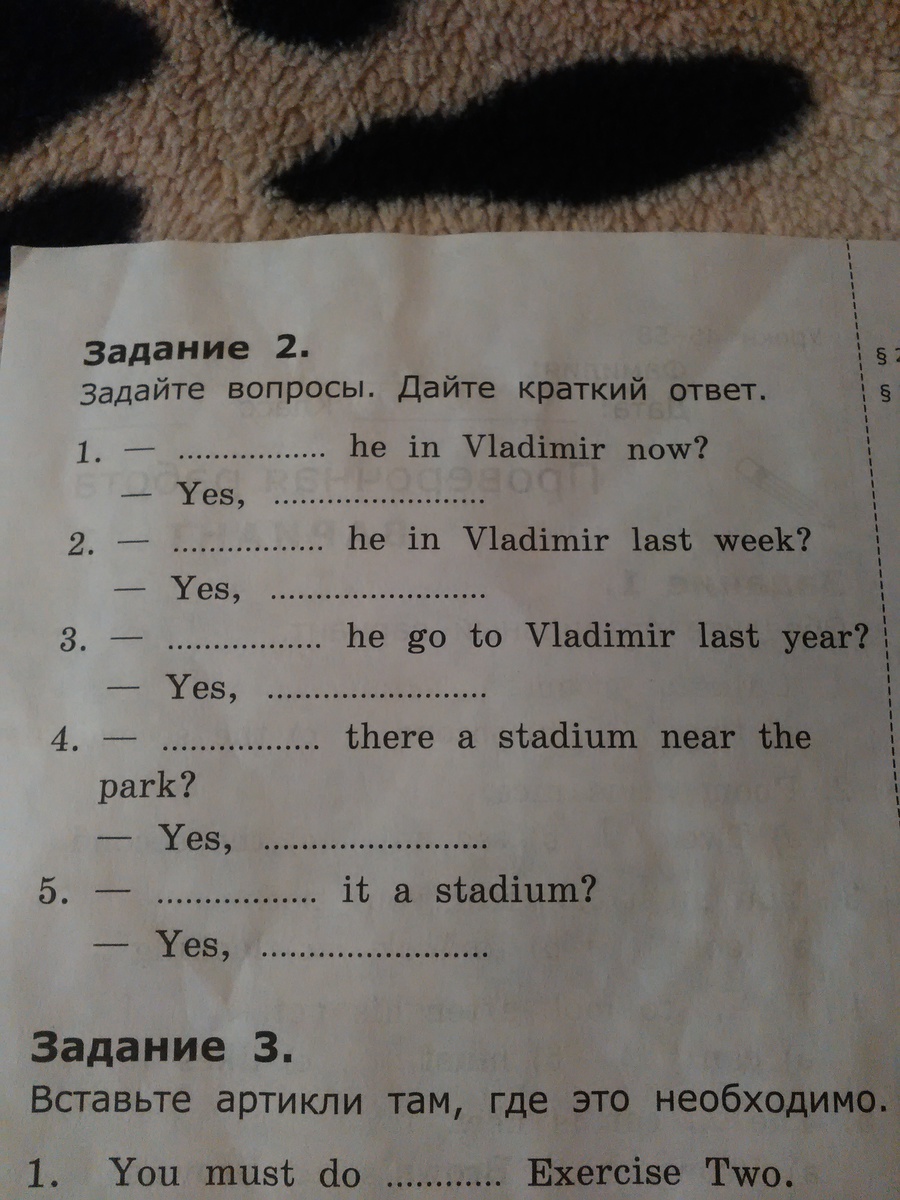 Задание 2.
Задайте вопросы. Дайте краткий ответ.
1. — ................ he in Vladimir now?
— Yes, .......................
2. — ................ he in Vladimir last week?
— Yes, .......................
3. — ................ he go to Vladimir last year?
— Yes, .......................
4. — ................ there a stadium near the
park?
— Yes, .......................
5. — ................ it a stadium?
— Yes, .......................
Задание 3.
Вставьте артикли там, где это необходимо.
1. You must do ............ Exercise Two.
§
§